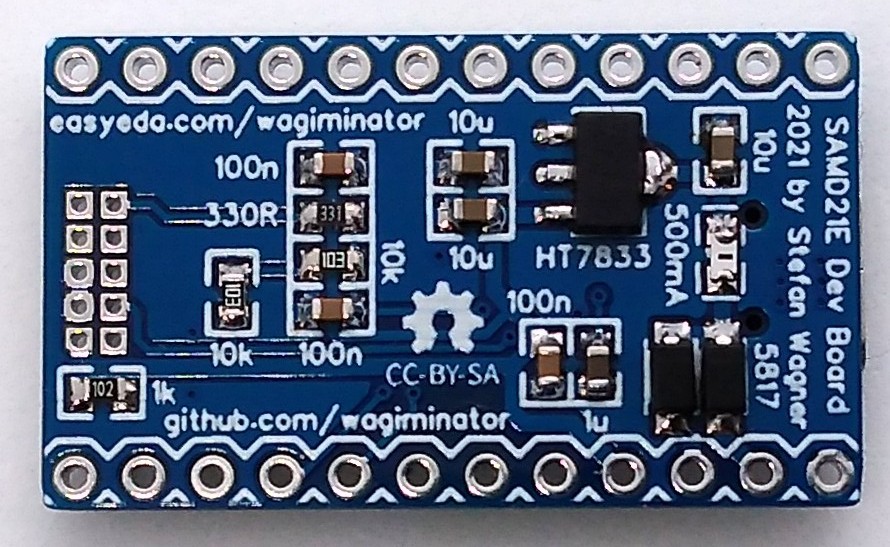 easyeda.com/wagiminator
10u
100n
330R
331
103
10k
10u
HT7833
10u
500mA
SAMD21E Dev Board
2021 by Stefan Wagner
103
10k
100n
CC-BY-SA
100n
1u
5817
102
1k
github.com/wagiminator